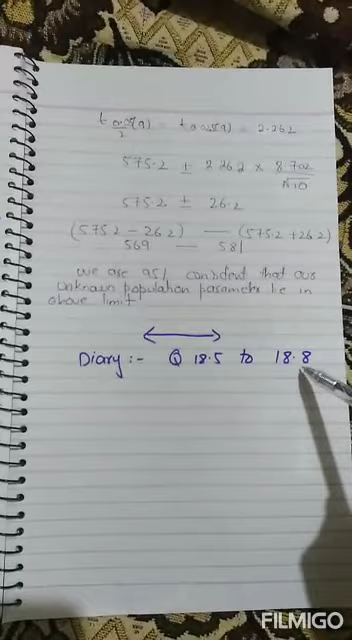 t 0.05/2 (9) = t 0.025(9) = 2.262
575.2 ± 2.262 × 8.702/√10
575.2 ± 26.2
(575.2 - 26.2) — (575.2 + 26.2)
569 — 581
We are 95% confident that our
unknown population parameter lie in
above limit
Diary :- Q 18.5 to 18.8
FILMIGO